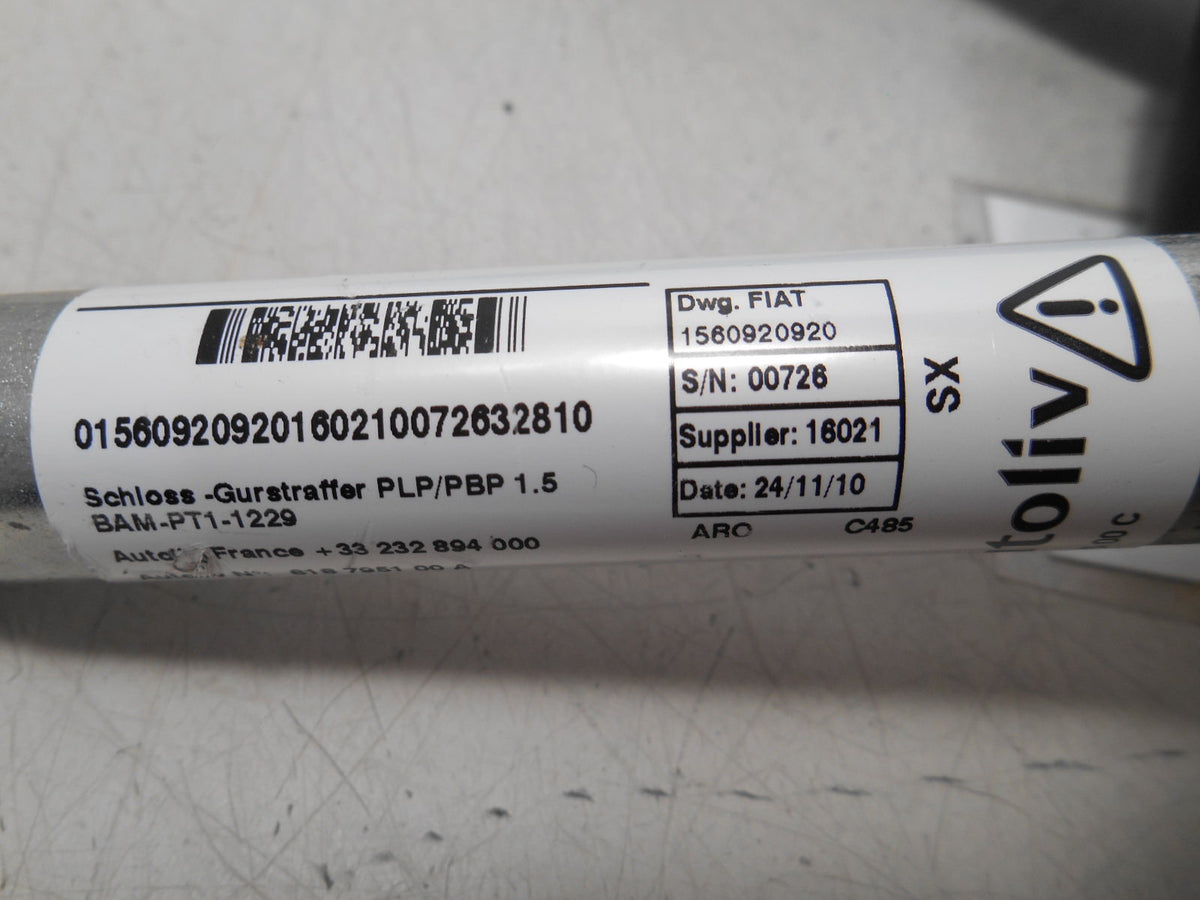 01560920920160210072632810
Schloss -Gurstraffer PLP/PBP 1.5
BAM-PT1-1229
France +33 232 894 000
Dwg. FIAT
1560920920
S/N: 00726
Supplier: 16021
Date: 24/11/10
ARO C485
SX
toliv